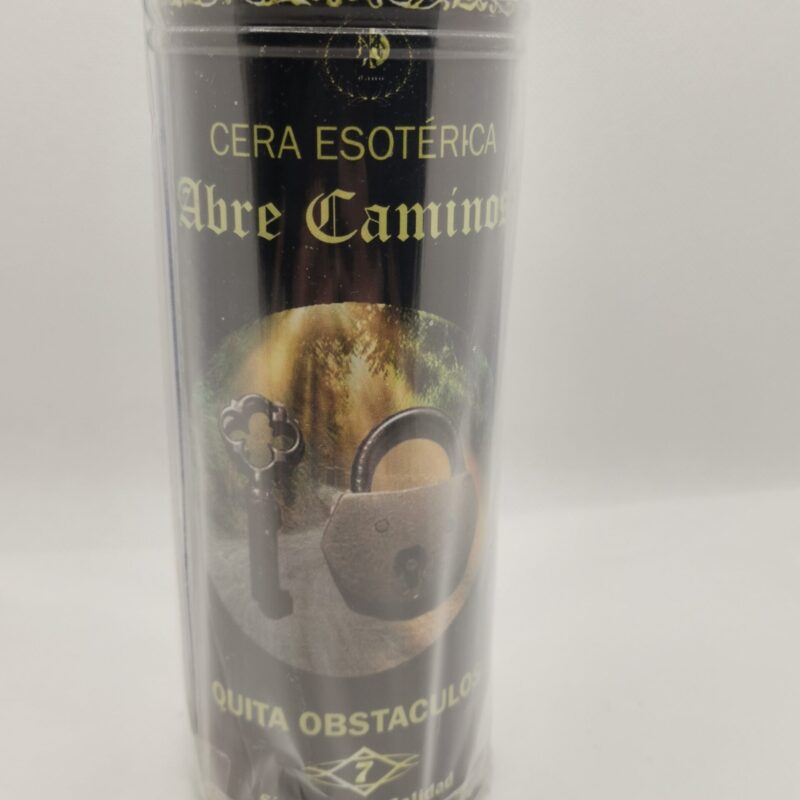 CERA ESOTÉRICA
Abre Caminos
QUITA OBSTACULOS
7